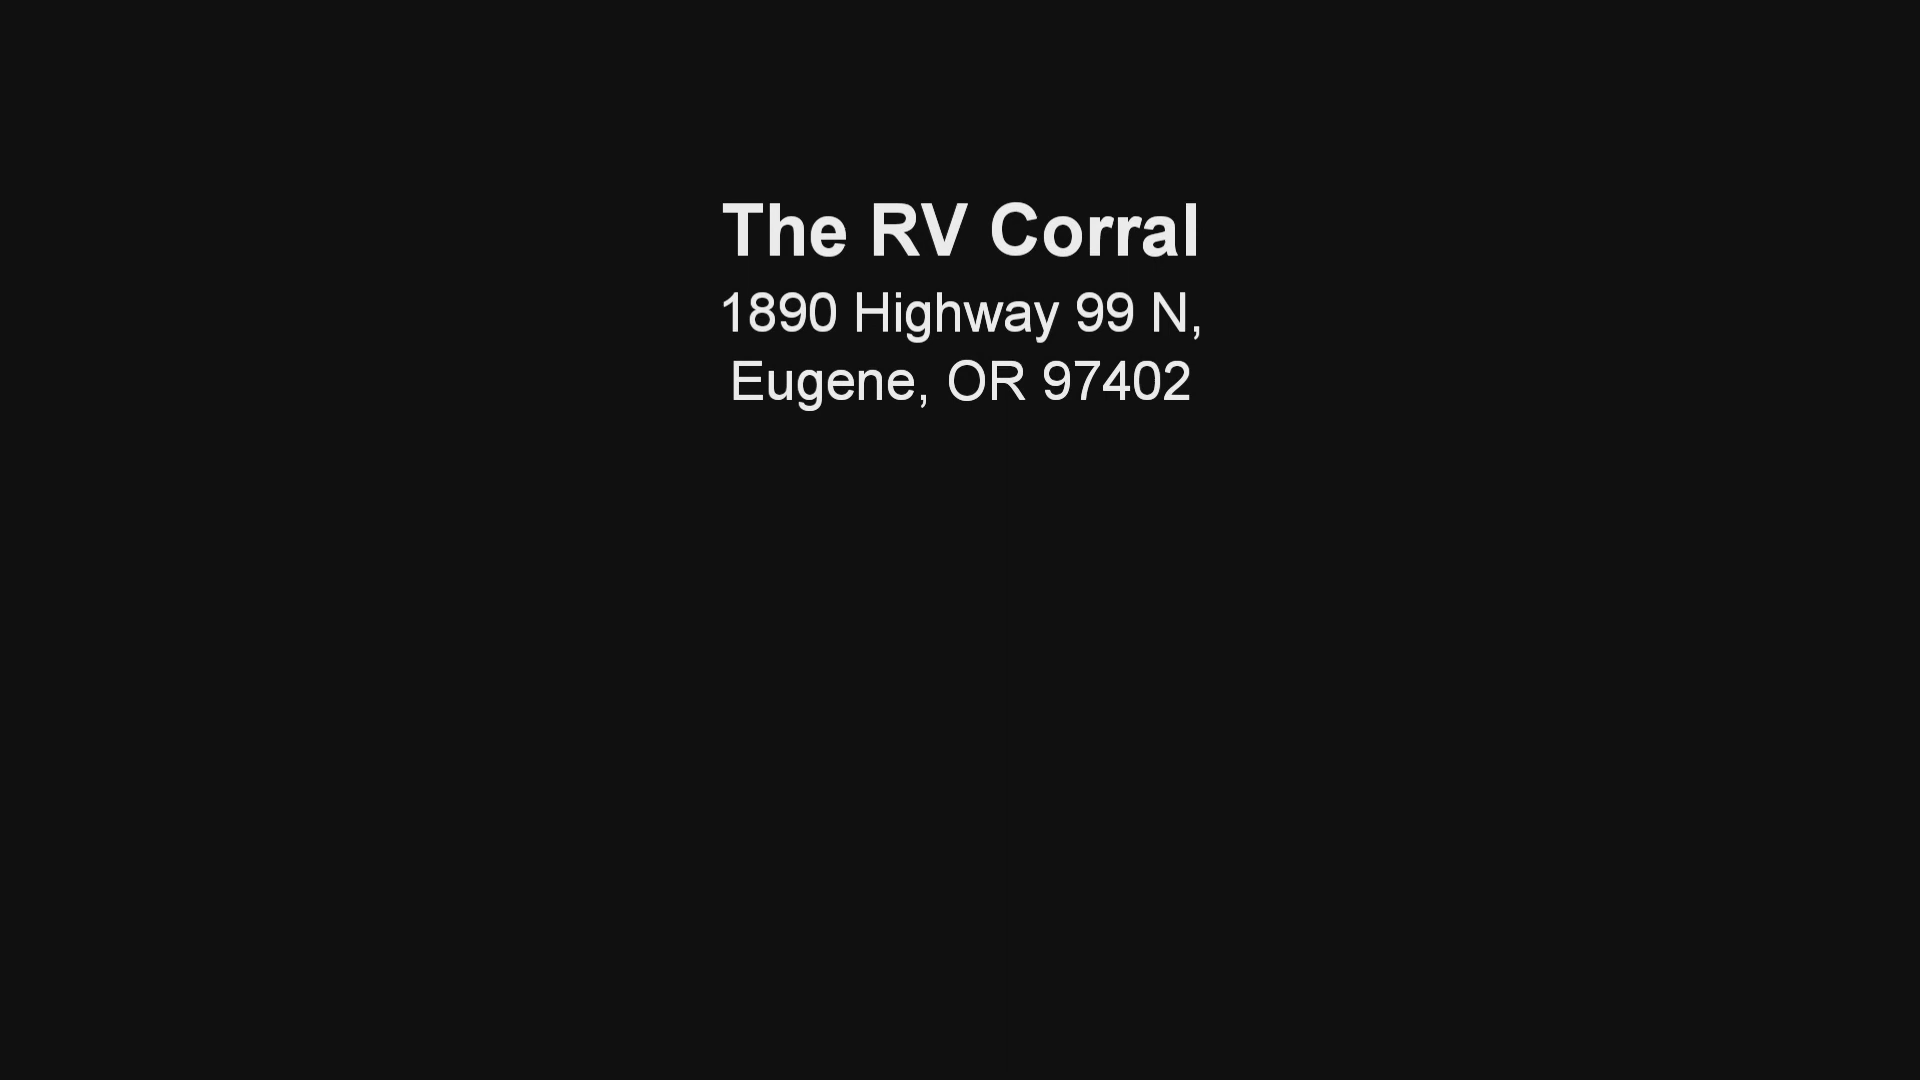 The RV Corral
1890 Highway 99 N,
Eugene, OR 97402